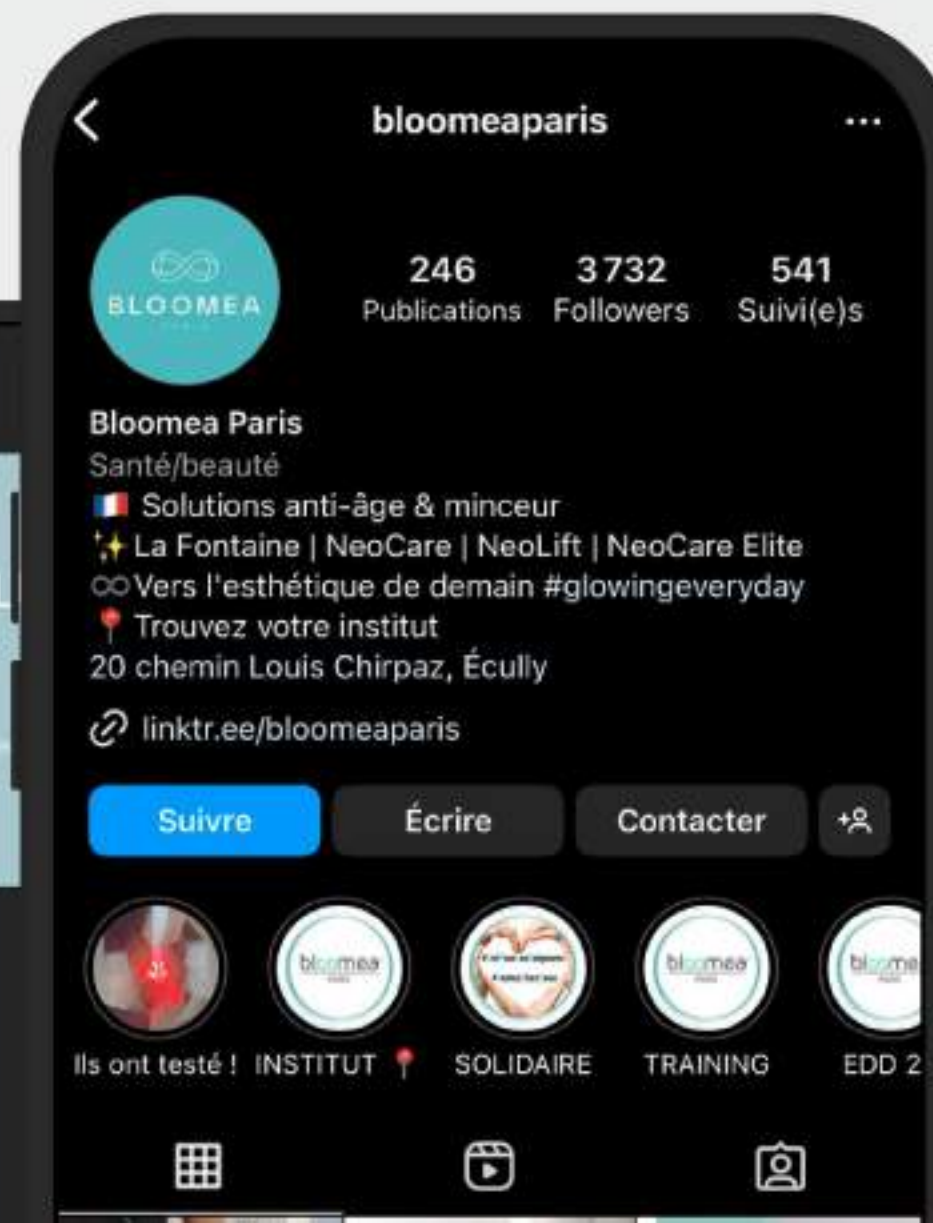 bloomeaparis
BLOOMEA
246
Publications
3732
Followers
541
Suivi(e)s
Bloomea Paris
Santé/beauté
Solutions anti-âge & minceur
La Fontaine | NeoCare | NeoLift | NeoCare Elite
Vers l'esthétique de demain #glowingeveryday
Trouvez votre institut
20 chemin Louis Chirpaz, Écully
linktr.ee/bloomeaparis
Suivre
Écrire
Contacter
bloomea
bloomea
Ils ont testé !
INSTITUT
SOLIDAIRE
TRAINING
EDD 2